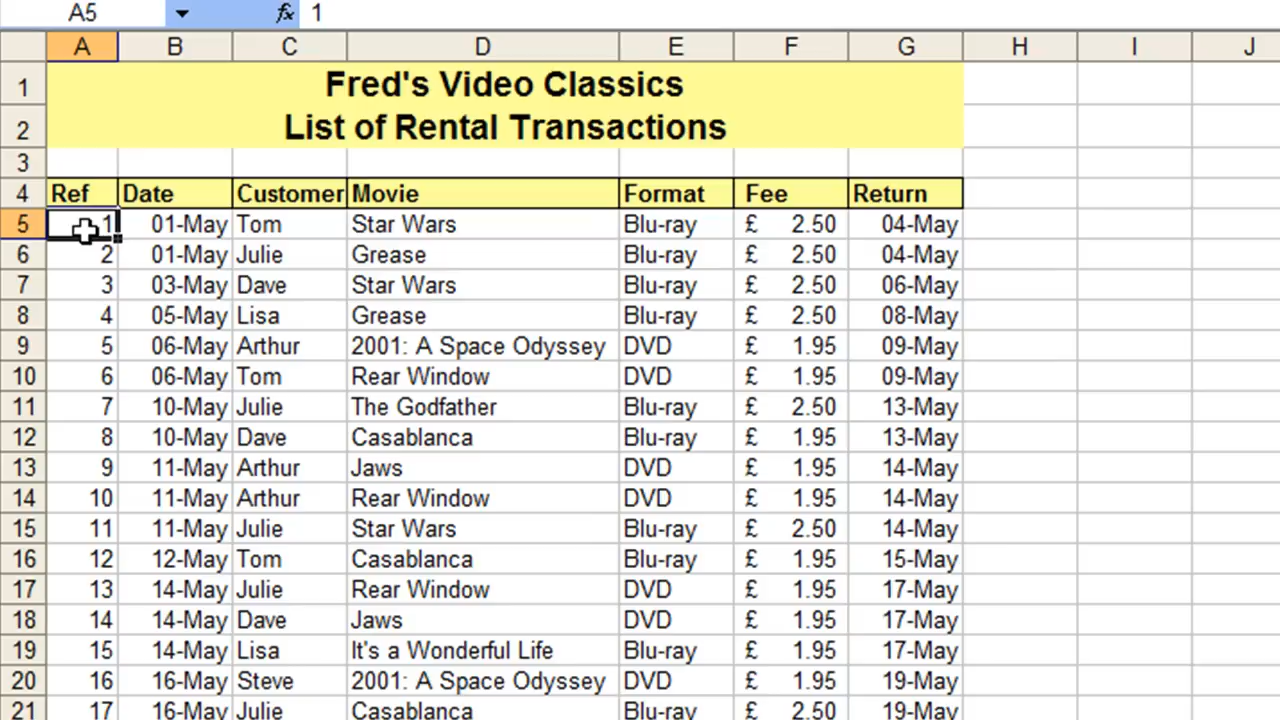 A5 fx 1
A B C D E F G H I J
1 Fred's Video Classics
2 List of Rental Transactions
3
4 Ref Date Customer Movie Format Fee Return
5 1 01-May Tom Star Wars Blu-ray £ 2.50 04-May
6 2 01-May Julie Grease Blu-ray £ 2.50 04-May
7 3 03-May Dave Star Wars Blu-ray £ 2.50 06-May
8 4 05-May Lisa Grease Blu-ray £ 2.50 08-May
9 5 06-May Arthur 2001: A Space Odyssey DVD £ 1.95 09-May
10 6 06-May Tom Rear Window DVD £ 1.95 09-May
11 7 10-May Julie The Godfather Blu-ray £ 2.50 13-May
12 8 10-May Dave Casablanca Blu-ray £ 1.95 13-May
13 9 11-May Arthur Jaws DVD £ 1.95 14-May
14 10 11-May Arthur Rear Window DVD £ 1.95 14-May
15 11 11-May Julie Star Wars Blu-ray £ 2.50 14-May
16 12 12-May Tom Casablanca Blu-ray £ 1.95 15-May
17 13 14-May Julie Rear Window DVD £ 1.95 17-May
18 14 14-May Dave Jaws DVD £ 1.95 17-May
19 15 14-May Lisa It's a Wonderful Life Blu-ray £ 1.95 17-May
20 16 16-May Steve 2001: A Space Odyssey DVD £ 1.95 19-May
21 17 16-May Julie Casablanca Blu-ray £ 2.50 19-May